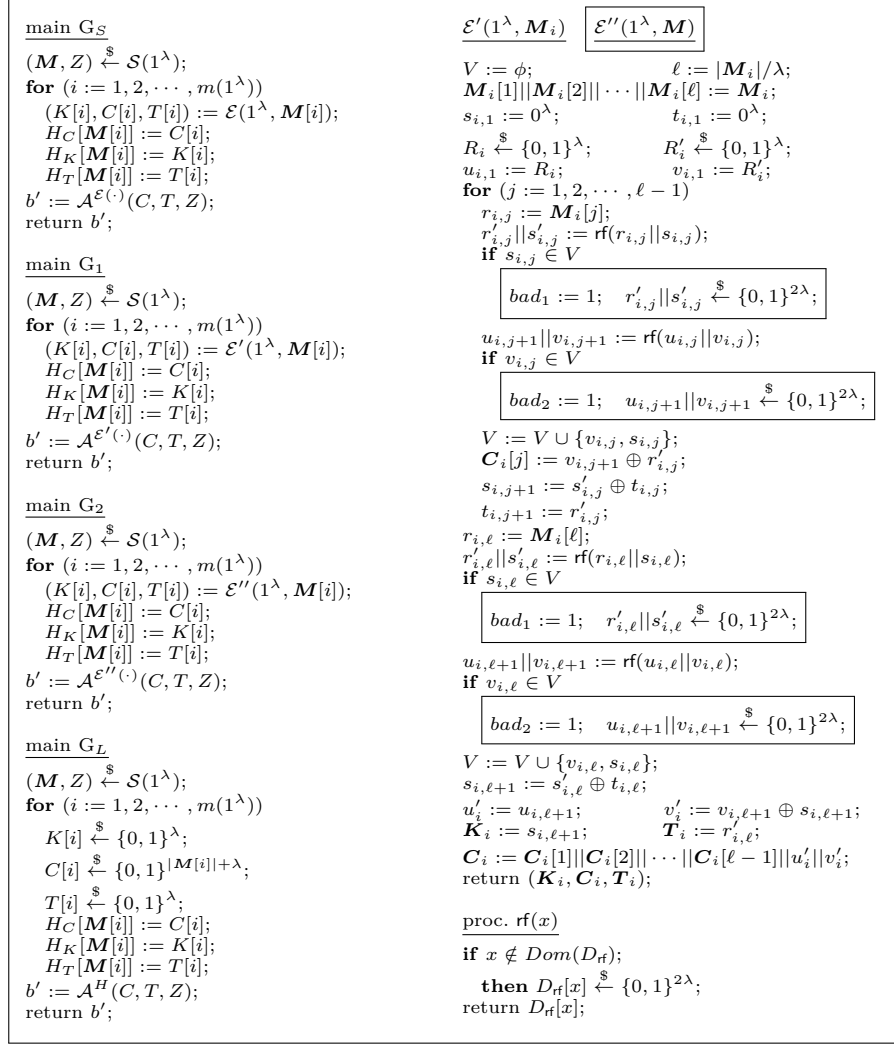 main G_S
(M, Z) ←$ S(1^λ);
for (i := 1, 2, ⋯ , m(1^λ))
(K[i], C[i], T[i]) := ℰ(1^λ, M[i]);
H_C[M[i]] := C[i];
H_K[M[i]] := K[i];
H_T[M[i]] := T[i];
b′ := 𝒜^{ℰ(·)}(C, T, Z);
return b′;
main G_1
(M, Z) ←$ S(1^λ);
for (i := 1, 2, ⋯ , m(1^λ))
(K[i], C[i], T[i]) := ℰ′(1^λ, M[i]);
H_C[M[i]] := C[i];
H_K[M[i]] := K[i];
H_T[M[i]] := T[i];
b′ := 𝒜^{ℰ′(·)}(C, T, Z);
return b′;
main G_2
(M, Z) ←$ S(1^λ);
for (i := 1, 2, ⋯ , m(1^λ))
(K[i], C[i], T[i]) := ℰ′′(1^λ, M[i]);
H_C[M[i]] := C[i];
H_K[M[i]] := K[i];
H_T[M[i]] := T[i];
b′ := 𝒜^{ℰ′′(·)}(C, T, Z);
return b′;
main G_L
(M, Z) ←$ S(1^λ);
for (i := 1, 2, ⋯ , m(1^λ))
K[i] ←$ {0, 1}^λ;
C[i] ←$ {0, 1}^{|M[i]|+λ};
T[i] ←$ {0, 1}^λ;
H_C[M[i]] := C[i];
H_K[M[i]] := K[i];
H_T[M[i]] := T[i];
b′ := 𝒜^H(C, T, Z);
return b′;
ℰ′(1^λ, M_i) ℰ′′(1^λ, M)
V := ϕ; ℓ := |M_i|/λ;
M_i[1]||M_i[2]|| ⋯ ||M_i[ℓ] := M_i;
s_{i,1} := 0^λ; t_{i,1} := 0^λ;
R_i ←$ {0, 1}^λ; R′_i ←$ {0, 1}^λ;
u_{i,1} := R_i; v_{i,1} := R′_i;
for (j := 1, 2, ⋯ , ℓ − 1)
r_{i,j} := M_i[j];
r′_{i,j}||s′_{i,j} := rf(r_{i,j}||s_{i,j});
if s_{i,j} ∈ V
bad_1 := 1; r′_{i,j}||s′_{i,j} ←$ {0, 1}^{2λ};
u_{i,j+1}||v_{i,j+1} := rf(u_{i,j}||v_{i,j});
if v_{i,j} ∈ V
bad_2 := 1; u_{i,j+1}||v_{i,j+1} ←$ {0, 1}^{2λ};
V := V ∪ {v_{i,j}, s_{i,j}};
C_i[j] := v_{i,j+1} ⊕ r′_{i,j};
s_{i,j+1} := s′_{i,j} ⊕ t_{i,j};
t_{i,j+1} := r′_{i,j};
r_{i,ℓ} := M_i[ℓ];
r′_{i,ℓ}||s′_{i,ℓ} := rf(r_{i,ℓ}||s_{i,ℓ});
if s_{i,ℓ} ∈ V
bad_1 := 1; r′_{i,ℓ}||s′_{i,ℓ} ←$ {0, 1}^{2λ};
u_{i,ℓ+1}||v_{i,ℓ+1} := rf(u_{i,ℓ}||v_{i,ℓ});
if v_{i,ℓ} ∈ V
bad_2 := 1; u_{i,ℓ+1}||v_{i,ℓ+1} ←$ {0, 1}^{2λ};
V := V ∪ {v_{i,ℓ}, s_{i,ℓ}};
s_{i,ℓ+1} := s′_{i,ℓ} ⊕ t_{i,ℓ};
u′_i := u_{i,ℓ+1}; v′_i := v_{i,ℓ+1} ⊕ s_{i,ℓ+1};
K_i := s_{i,ℓ+1}; T_i := r′_{i,ℓ};
C_i := C_i[1]||C_i[2]|| ⋯ ||C_i[ℓ − 1]||u′_i||v′_i;
return (K_i, C_i, T_i);
proc. rf(x)
if x ∉ Dom(D_rf);
then D_rf[x] ←$ {0, 1}^{2λ};
return D_rf[x];